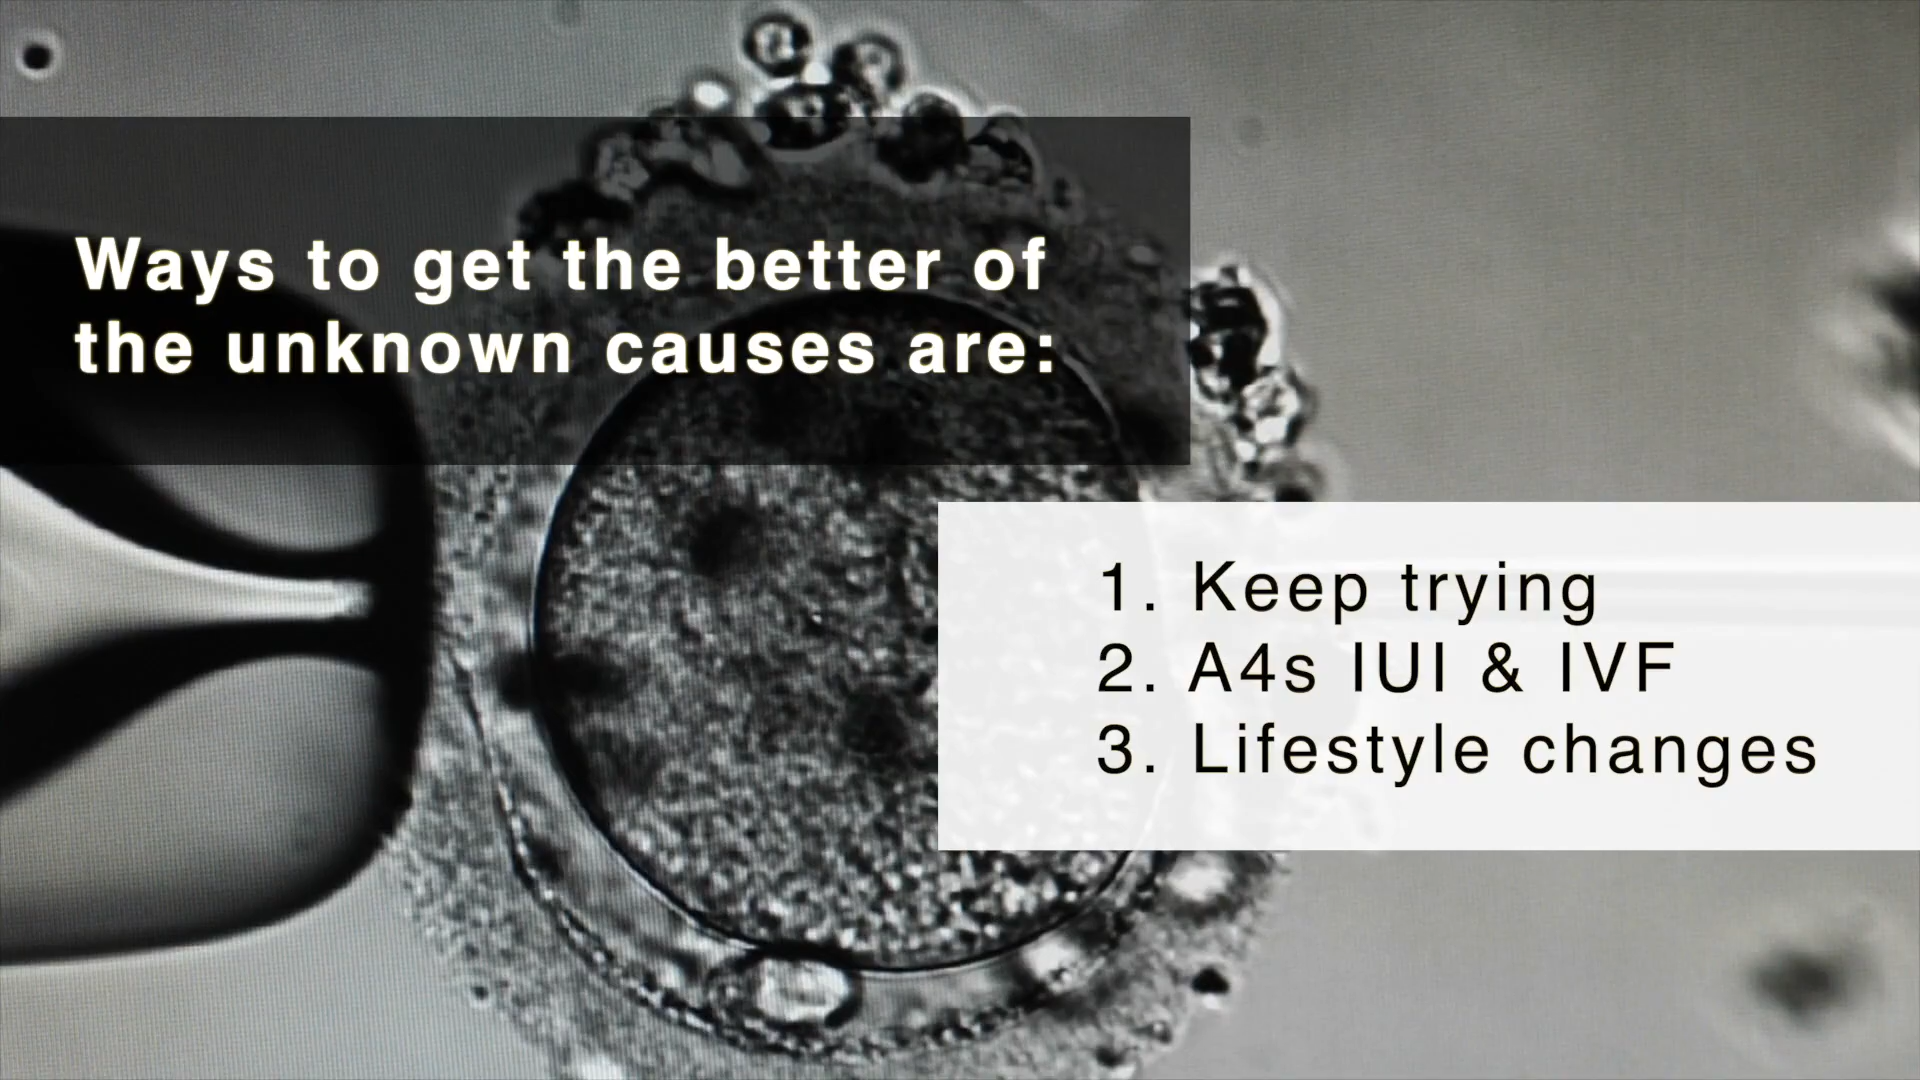 Ways to get the better of
the unknown causes are:
1. Keep trying
2. A4s IUI & IVF
3. Lifestyle changes